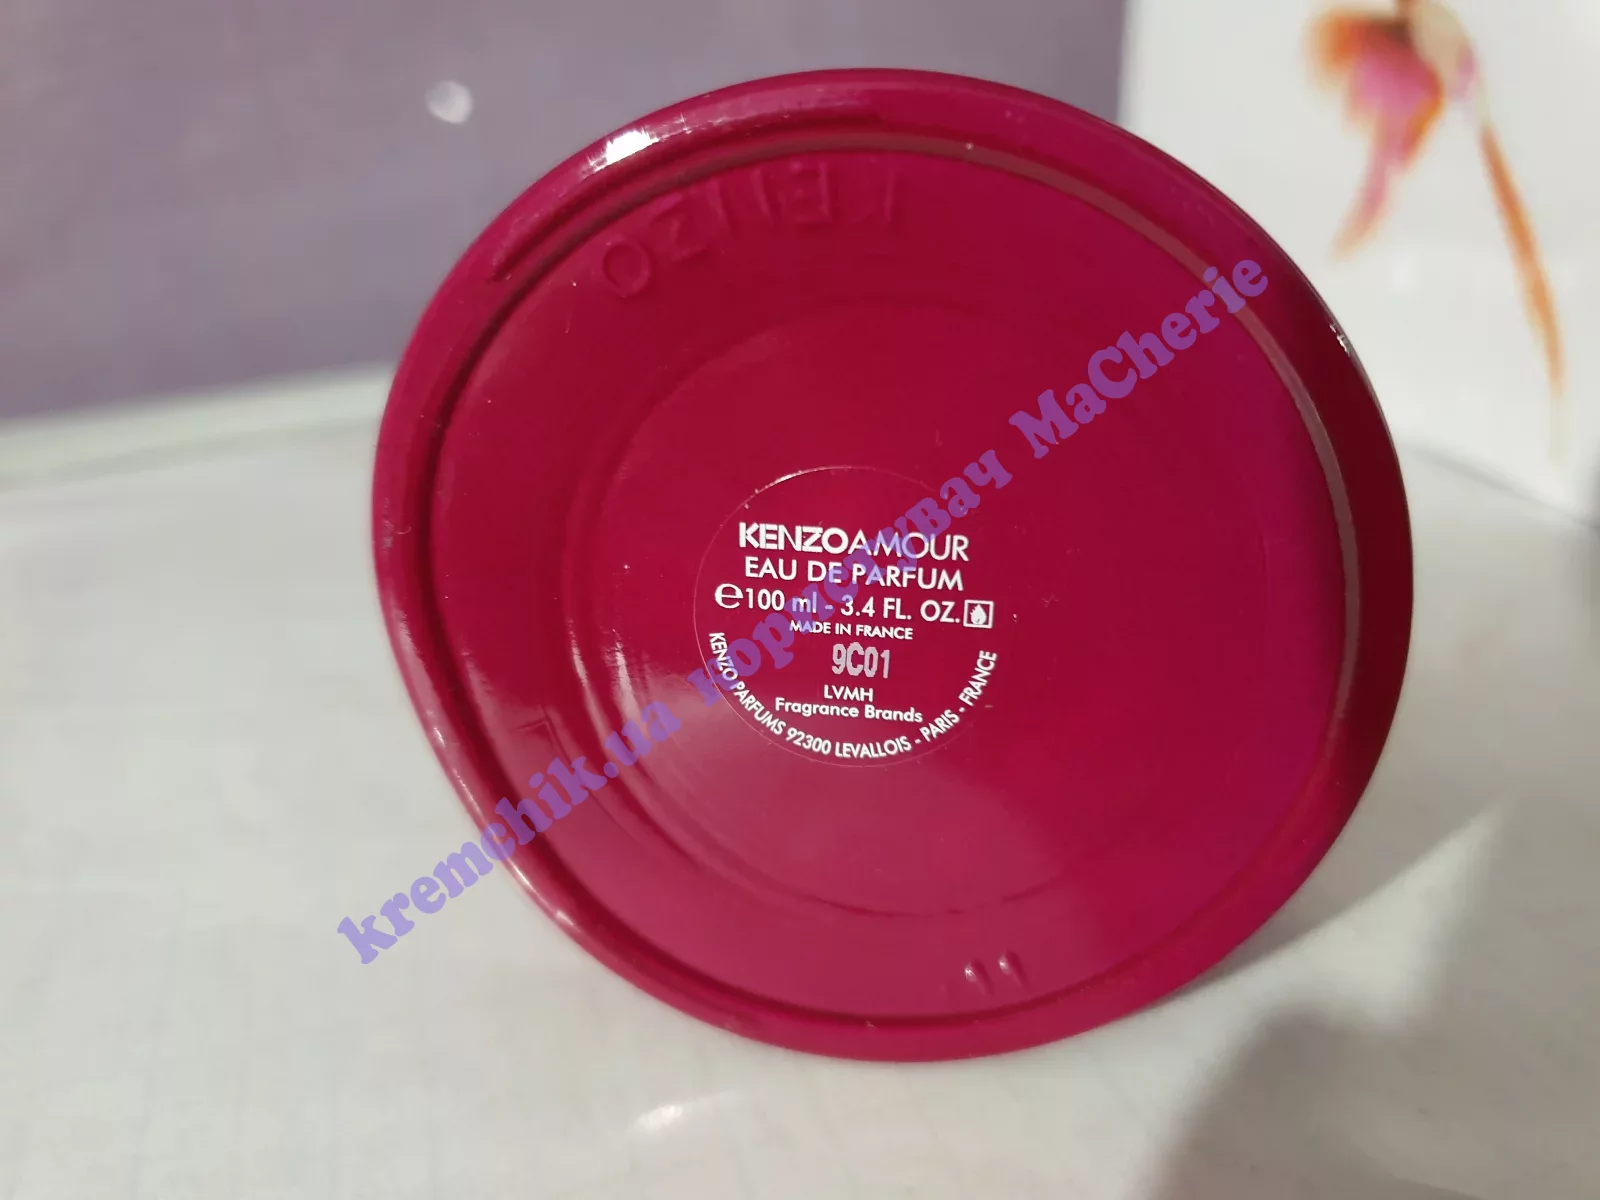 KENZO
KENZOAMOUR
EAU DE PARFUM
℮100 ml - 3.4 FL. OZ.
MADE IN FRANCE
9C01
LVMH
Fragrance Brands
KENZO PARFUMS 92300 LEVALLOIS - PARIS - FRANCE
kremchik.ua користувач MaCherie